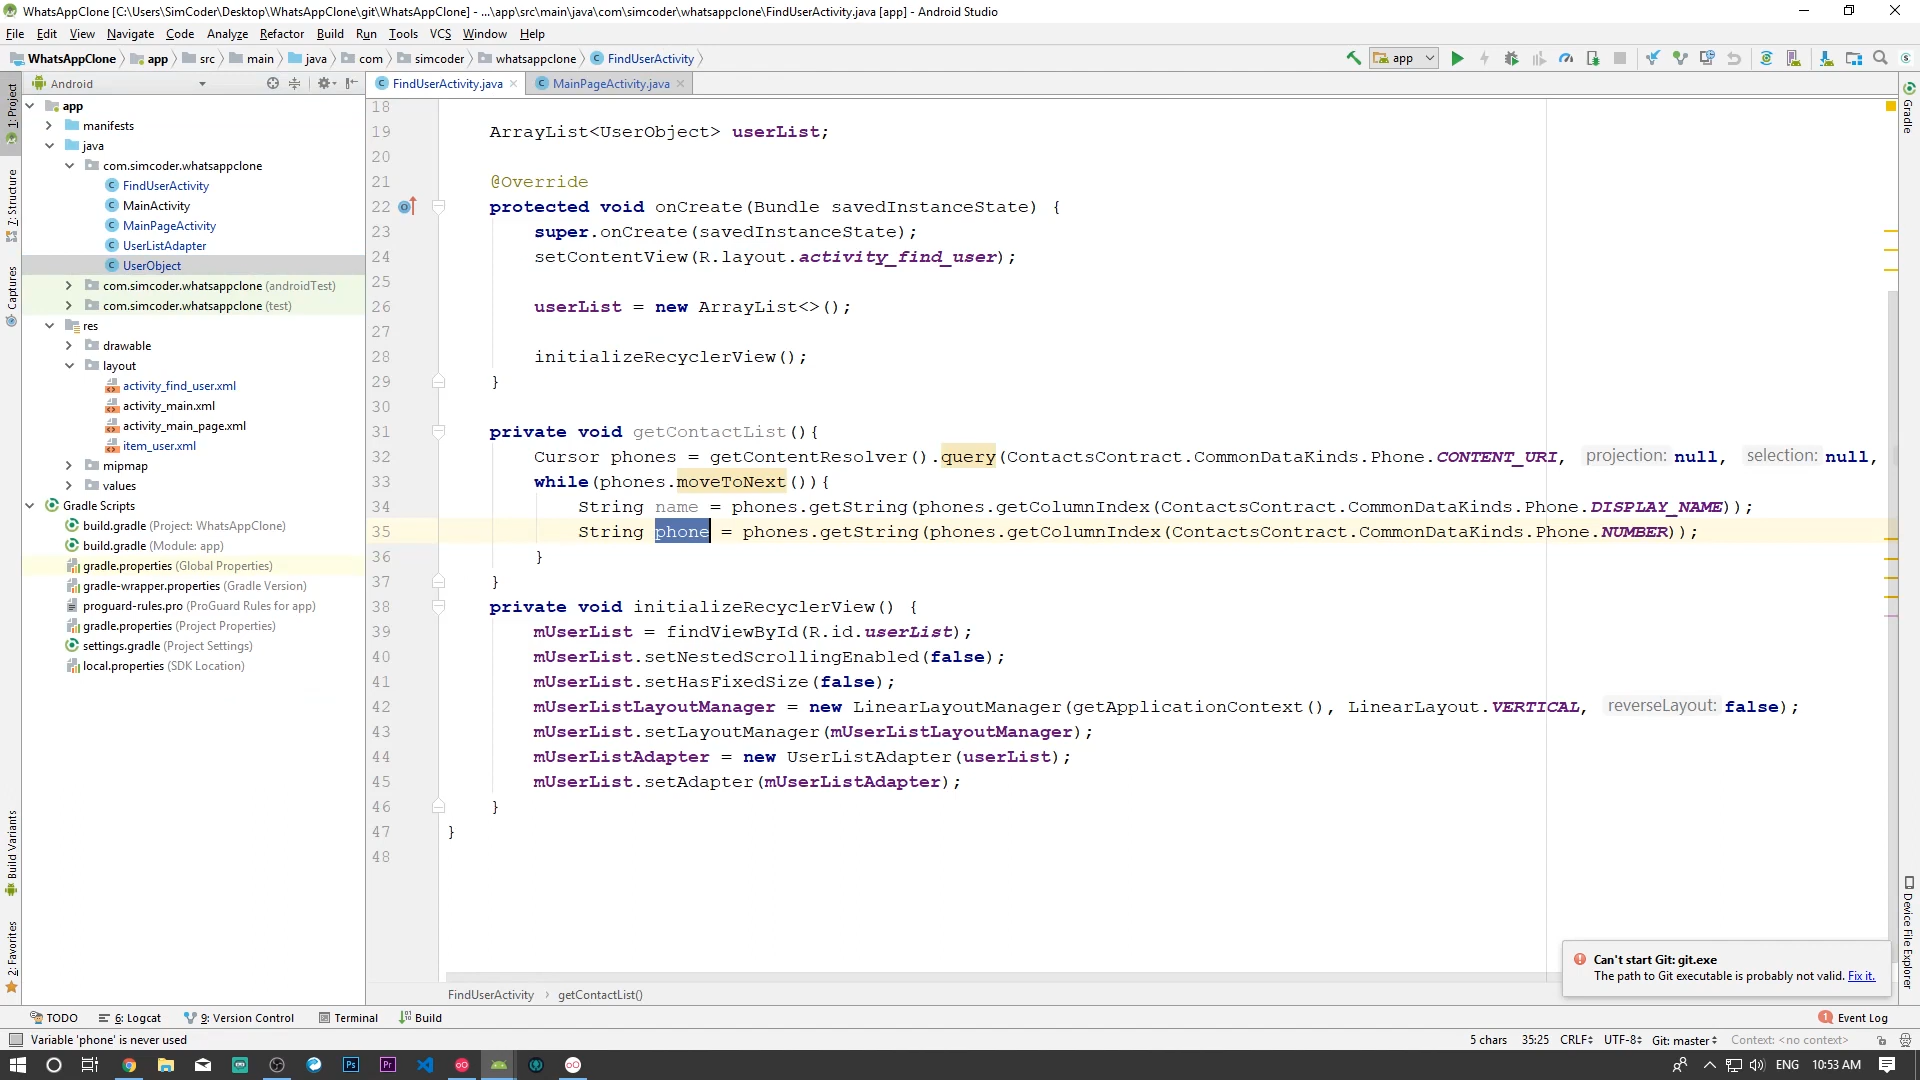 WhatsAppClone [C:\Users\SimCoder\Desktop\WhatsAppClone\git\WhatsAppClone] - ...\app\src\main\java\com\simcoder\whatsappclone\FindUserActivity.java [app] - Android Studio
File Edit View Navigate Code Analyze Refactor Build Run Tools VCS Window Help
WhatsAppClone app src main java com simcoder whatsappclone FindUserActivity app
Android
FindUserActivity.java MainPageActivity.java
1: Project
7: Structure
Captures
Build Variants
2: Favorites
app
manifests
java
com.simcoder.whatsappclone
FindUserActivity
MainActivity
MainPageActivity
UserListAdapter
UserObject
com.simcoder.whatsappclone (androidTest)
com.simcoder.whatsappclone (test)
res
drawable
layout
activity_find_user.xml
activity_main.xml
activity_main_page.xml
item_user.xml
mipmap
values
Gradle Scripts
build.gradle (Project: WhatsAppClone)
build.gradle (Module: app)
gradle.properties (Global Properties)
gradle-wrapper.properties (Gradle Version)
proguard-rules.pro (ProGuard Rules for app)
gradle.properties (Project Properties)
settings.gradle (Project Settings)
local.properties (SDK Location)
18
19 ArrayList<UserObject> userList;
20
21 @Override
22 protected void onCreate(Bundle savedInstanceState) {
23 super.onCreate(savedInstanceState);
24 setContentView(R.layout.activity_find_user);
25
26 userList = new ArrayList<>();
27
28 initializeRecyclerView();
29 }
30
31 private void getContactList(){
32 Cursor phones = getContentResolver().query(ContactsContract.CommonDataKinds.Phone.CONTENT_URI, projection: null, selection: null,
33 while(phones.moveToNext()){
34 String name = phones.getString(phones.getColumnIndex(ContactsContract.CommonDataKinds.Phone.DISPLAY_NAME));
35 String phone = phones.getString(phones.getColumnIndex(ContactsContract.CommonDataKinds.Phone.NUMBER));
36 }
37 }
38 private void initializeRecyclerView() {
39 mUserList = findViewById(R.id.userList);
40 mUserList.setNestedScrollingEnabled(false);
41 mUserList.setHasFixedSize(false);
42 mUserListLayoutManager = new LinearLayoutManager(getApplicationContext(), LinearLayout.VERTICAL, reverseLayout: false);
43 mUserList.setLayoutManager(mUserListLayoutManager);
44 mUserListAdapter = new UserListAdapter(userList);
45 mUserList.setAdapter(mUserListAdapter);
46 }
47 }
48
Gradle
Device File Explorer
Can't start Git: git.exe
The path to Git executable is probably not valid. Fix it.
FindUserActivity getContactList()
TODO 6: Logcat 9: Version Control Terminal Build 1 Event Log
Variable 'phone' is never used 5 chars 35:25 CRLF UTF-8 Git: master Context: <no context>
Ps Pr ENG 10:53 AM